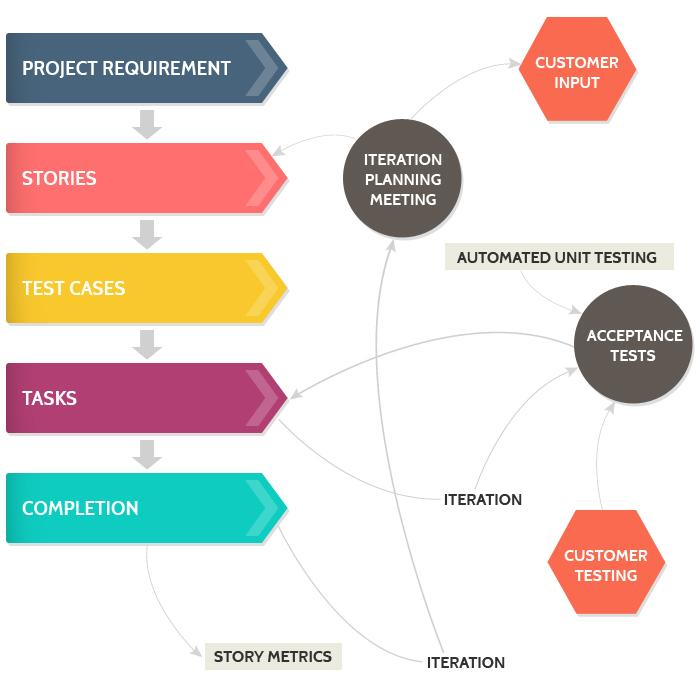 PROJECT REQUIREMENT
CUSTOMER
INPUT
STORIES
ITERATION
PLANNING
MEETING
AUTOMATED UNIT TESTING
TEST CASES
ACCEPTANCE
TESTS
TASKS
ITERATION
COMPLETION
CUSTOMER
TESTING
STORY METRICS
ITERATION